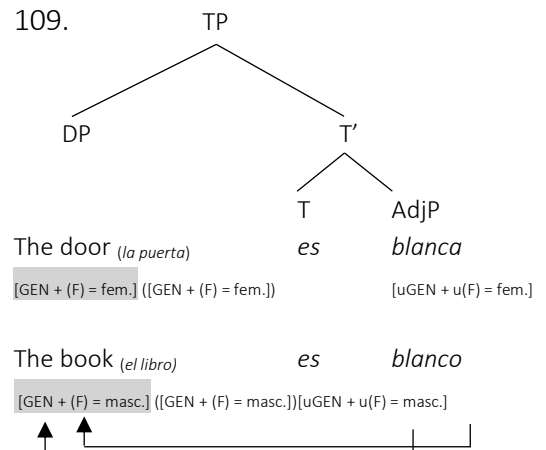 109.
TP
DP T’
T AdjP
The door (la puerta) es blanca
[GEN + (F) = fem.] ([GEN + (F) = fem.]) [uGEN + u(F) = fem.]
The book (el libro) es blanco
[GEN + (F) = masc.] ([GEN + (F) = masc.])[uGEN + u(F) = masc.]